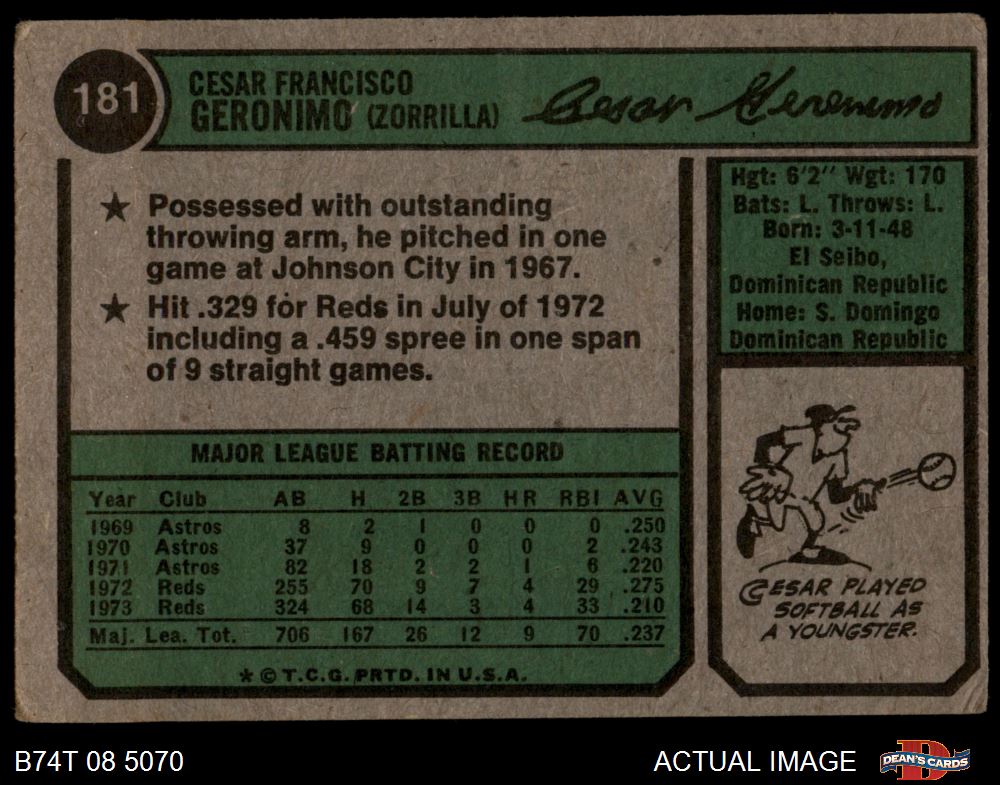 181
CESAR FRANCISCO
GERONIMO (ZORRILLA)
Cesar Geronimo
★ Possessed with outstanding
throwing arm, he pitched in one
game at Johnson City in 1967.
★ Hit .329 for Reds in July of 1972
including a .459 spree in one span
of 9 straight games.
Hgt: 6'2" Wgt: 170
Bats: L. Throws: L.
Born: 3-11-48
El Seibo,
Dominican Republic
Home: S. Domingo
Dominican Republic
MAJOR LEAGUE BATTING RECORD
Year Club AB H 2B 3B HR RBI AVG
1969 Astros 8 2 1 0 0 0 .250
1970 Astros 37 9 0 0 0 2 .243
1971 Astros 82 18 2 2 1 6 .220
1972 Reds 255 70 9 7 4 29 .275
1973 Reds 324 68 14 3 4 33 .210
Maj. Lea. Tot. 706 167 26 12 9 70 .237
* © T.C.G. PRTD. IN U.S.A.
CESAR PLAYED
SOFTBALL AS
A YOUNGSTER.
B74T 08 5070
ACTUAL IMAGE
D
DEAN'S CARDS